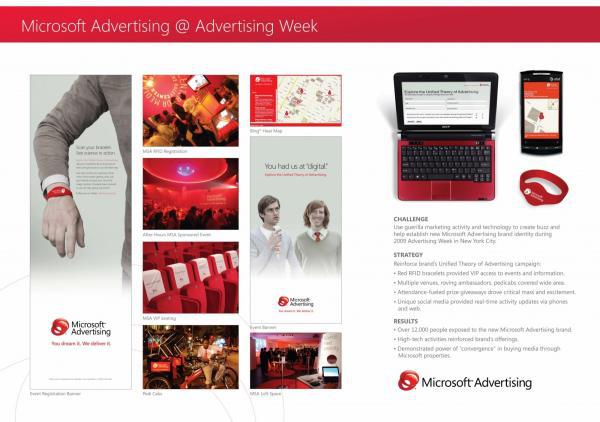 Microsoft Advertising @ Advertising Week
Scan your bracelet.
See science in action.
Microsoft
Advertising
You dream it. We deliver it.
Event Registration Banner
MSA RFID Registration
After-Hours MSA Sponsored Event
MSA VIP seating
Pedi Cabs
Bing™ Heat Map
You had us at "digital."
Explore the Unified Theory of Advertising.
Microsoft
Advertising
Event Banner
MSA Loft Space
Explore the Unified Theory of Advertising
acer
at&t
CHALLENGE
Use guerilla marketing activity and technology to create buzz and
help establish new Microsoft Advertising brand identity during
2009 Advertising Week in New York City.
STRATEGY
Reinforce brand's Unified Theory of Advertising campaign:
• Red RFID bracelets provided VIP access to events and information.
• Multiple venues, roving ambassadors, pedicabs covered wide area.
• Attendance-fueled prize giveaways drove critical mass and excitement.
• Unique social media provided real-time activity updates via phones
and web.
RESULTS
• Over 12,000 people exposed to the new Microsoft Advertising brand.
• High-tech activities reinforced brand's offerings.
• Demonstrated power of "convergence" in buying media through
Microsoft properties.
Microsoft Advertising